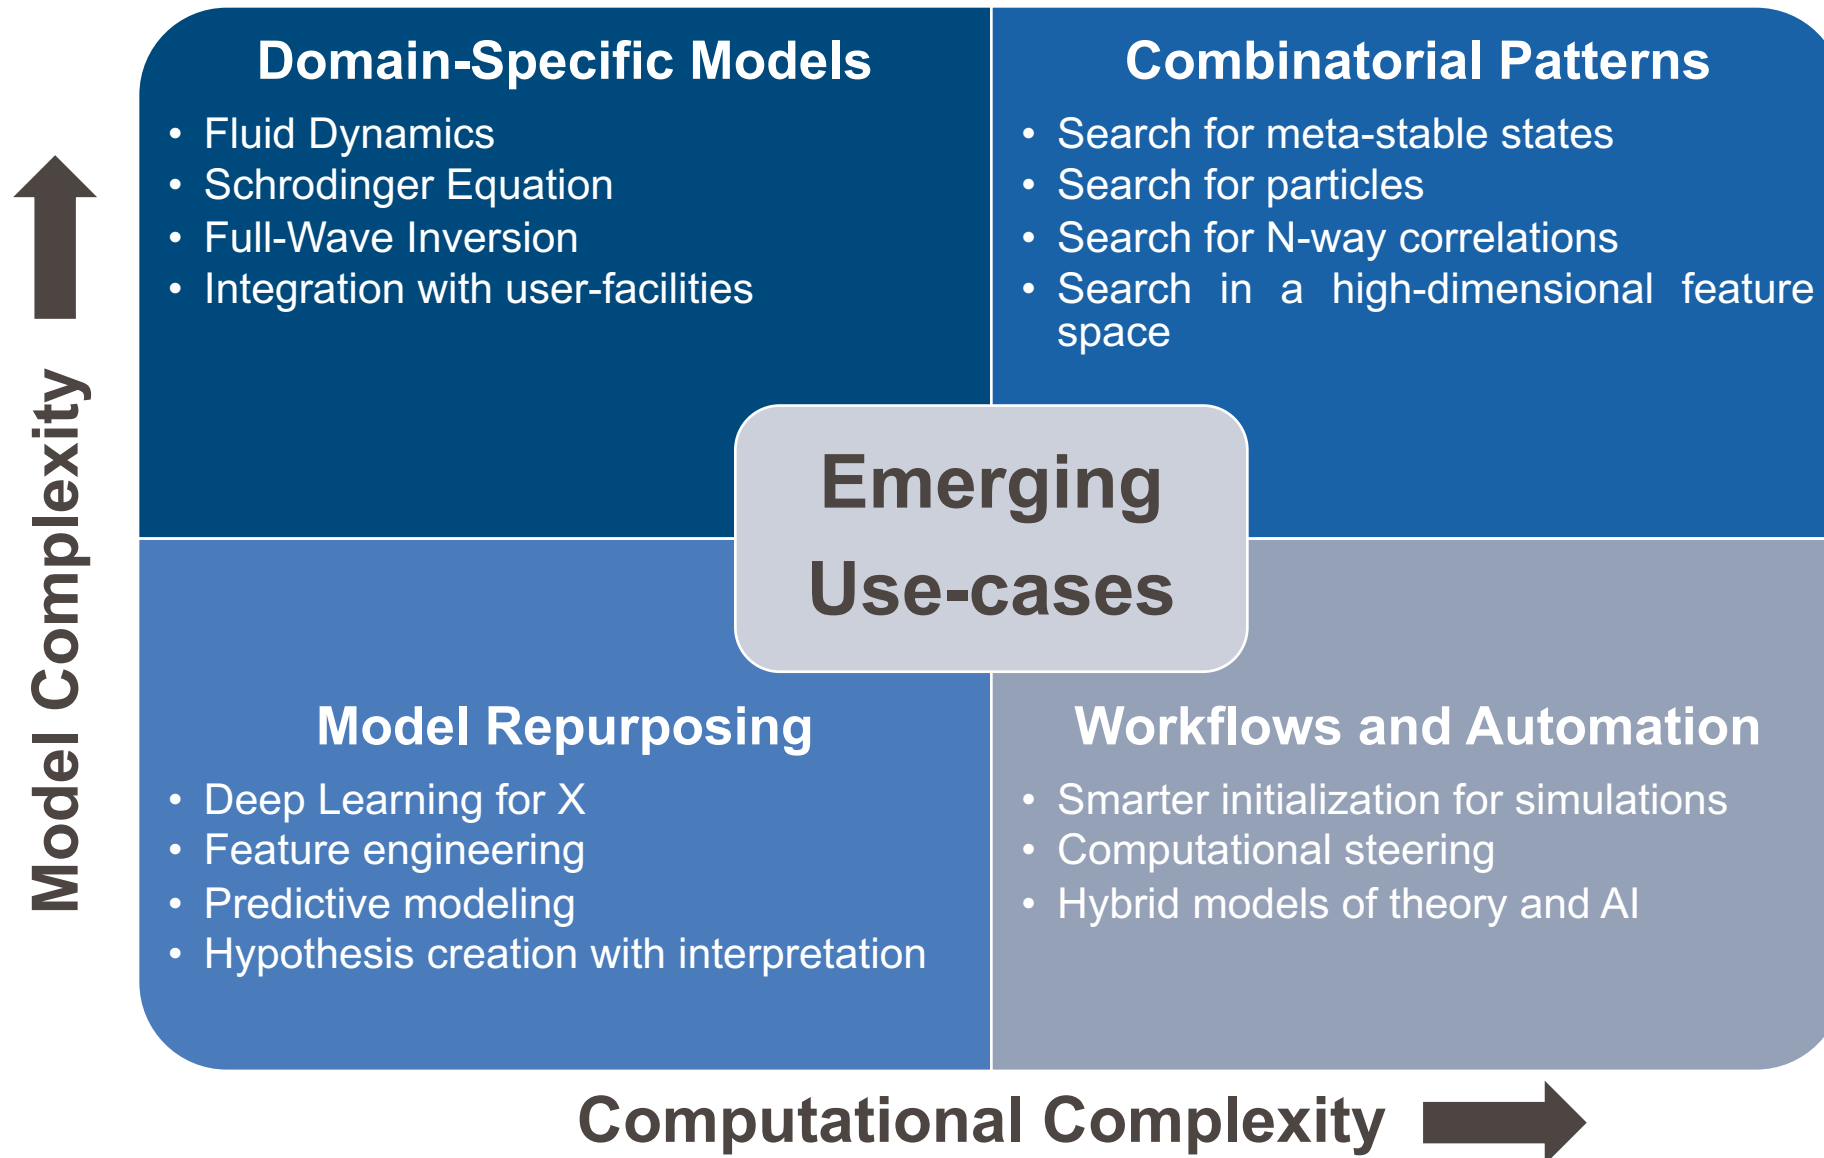 Model Complexity
Domain-Specific Models
• Fluid Dynamics
• Schrodinger Equation
• Full-Wave Inversion
• Integration with user-facilities
Combinatorial Patterns
• Search for meta-stable states
• Search for particles
• Search for N-way correlations
• Search in a high-dimensional feature
space
Emerging
Use-cases
Model Repurposing
• Deep Learning for X
• Feature engineering
• Predictive modeling
• Hypothesis creation with interpretation
Workflows and Automation
• Smarter initialization for simulations
• Computational steering
• Hybrid models of theory and AI
Computational Complexity